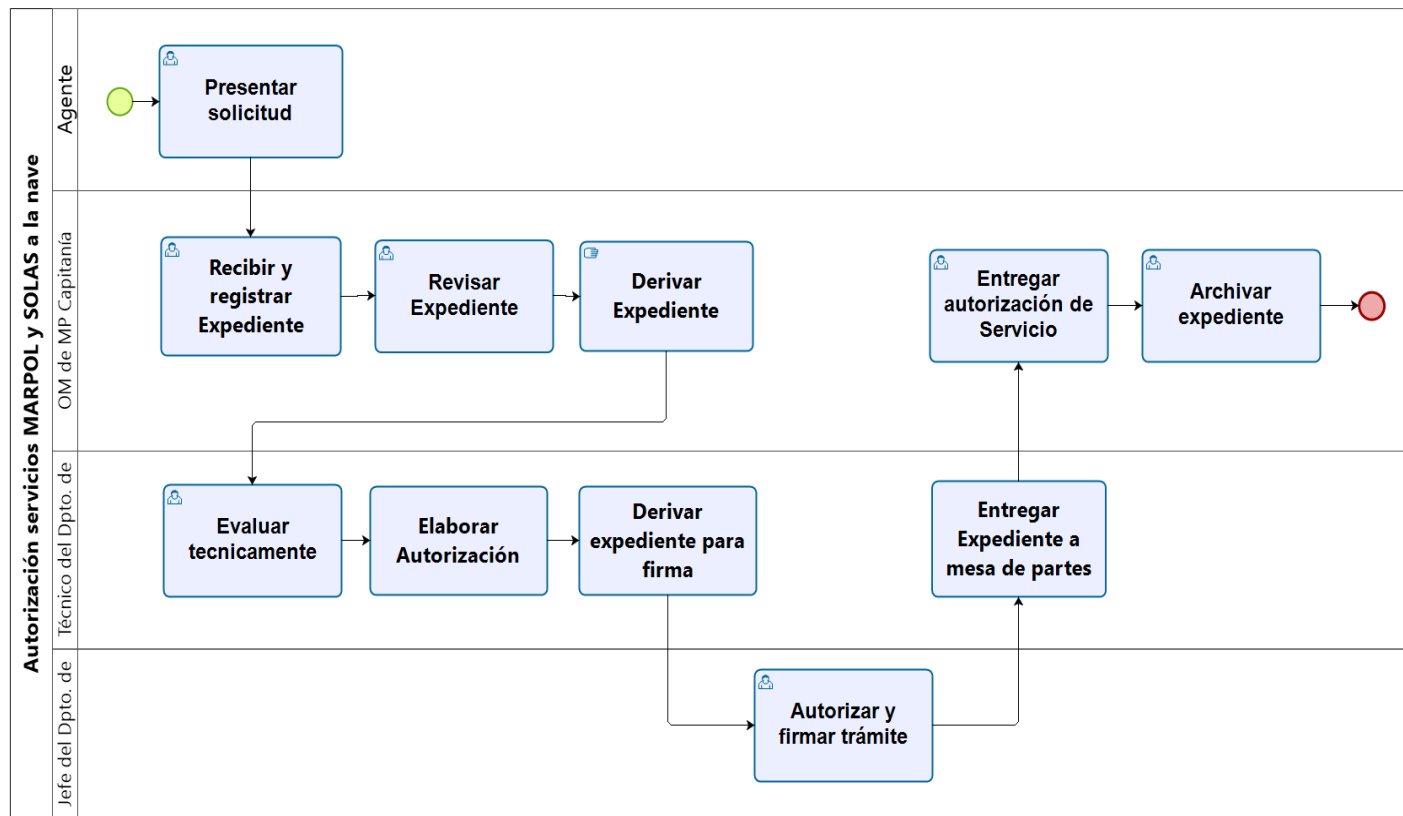 Autorización servicios MARPOL y SOLAS a la nave
Agente
Presentar
solicitud
OM de MP Capitanía
Recibir y
registrar
Expediente
Revisar
Expediente
Derivar
Expediente
Entregar
autorización de
Servicio
Archivar
expediente
Técnico del Dpto. de
Evaluar
tecnicamente
Elaborar
Autorización
Derivar
expediente para
firma
Entregar
Expediente a
mesa de partes
Jefe del Dpto. de
Autorizar y
firmar trámite